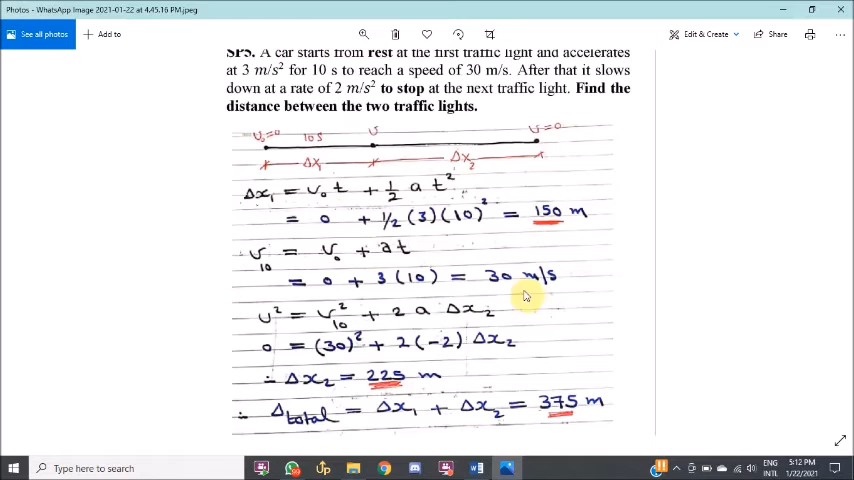 Photos - WhatsApp Image 2021-01-22 at 4.45.16 PM.jpeg
See all photos
Add to
Edit & Create
Share
SP5. A car starts from rest at the first traffic light and accelerates
at 3 m/s² for 10 s to reach a speed of 30 m/s. After that it slows
down at a rate of 2 m/s² to stop at the next traffic light. Find the
distance between the two traffic lights.
V₀=0 10S V V=0
Δx₁ Δx₂
Δx₁ = V₀ t + 1/2 a t²
= 0 + 1/2 (3) (10)² = 150 m
V₁₀ = V₀ + at
= 0 + 3 (10) = 30 m/s
V² = V₁₀² + 2 a Δx₂
0 = (30)² + 2 (-2) Δx₂
∴ Δx₂ = 225 m
∴ Δtotal = Δx₁ + Δx₂ = 375 m
Type here to search
ENG
INTL
5:12 PM
1/22/2021